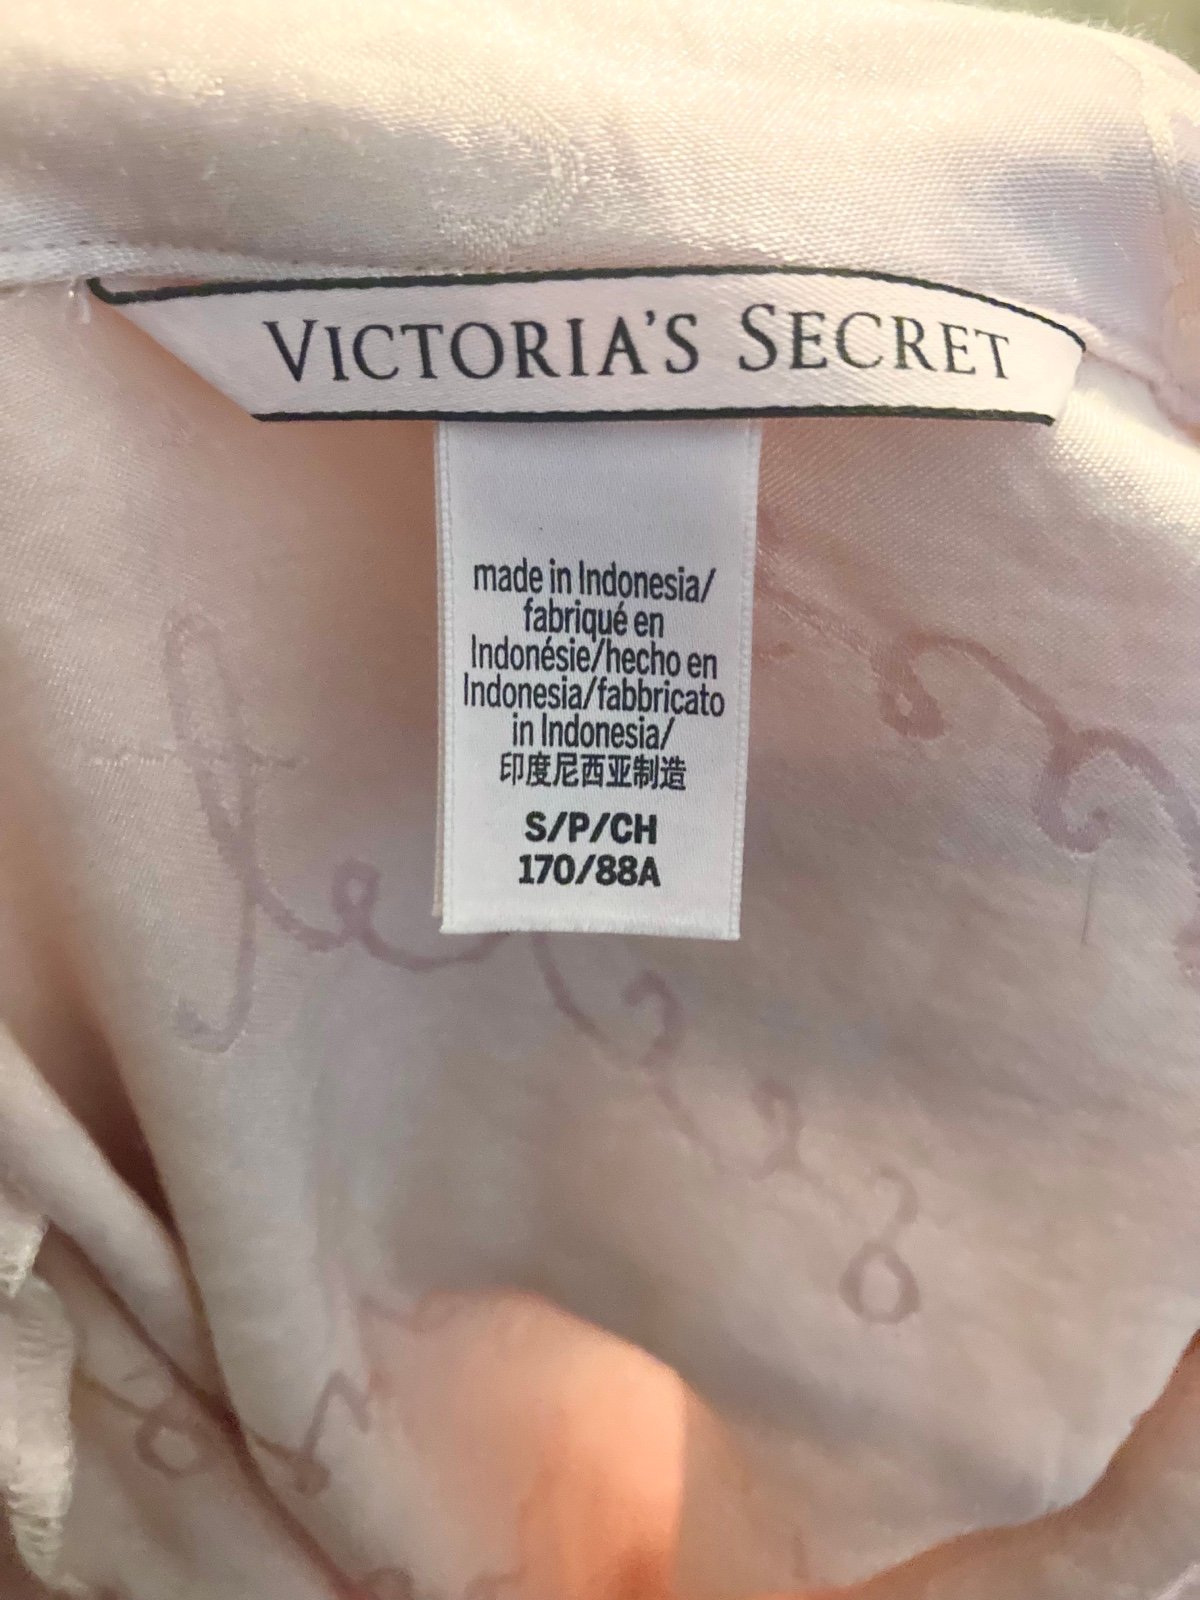 VICTORIA'S SECRET
made in Indonesia/
fabriqué en
Indonésie/hecho en
Indonesia/fabbricato
in Indonesia/
印度尼西亚制造
S/P/CH
170/88A